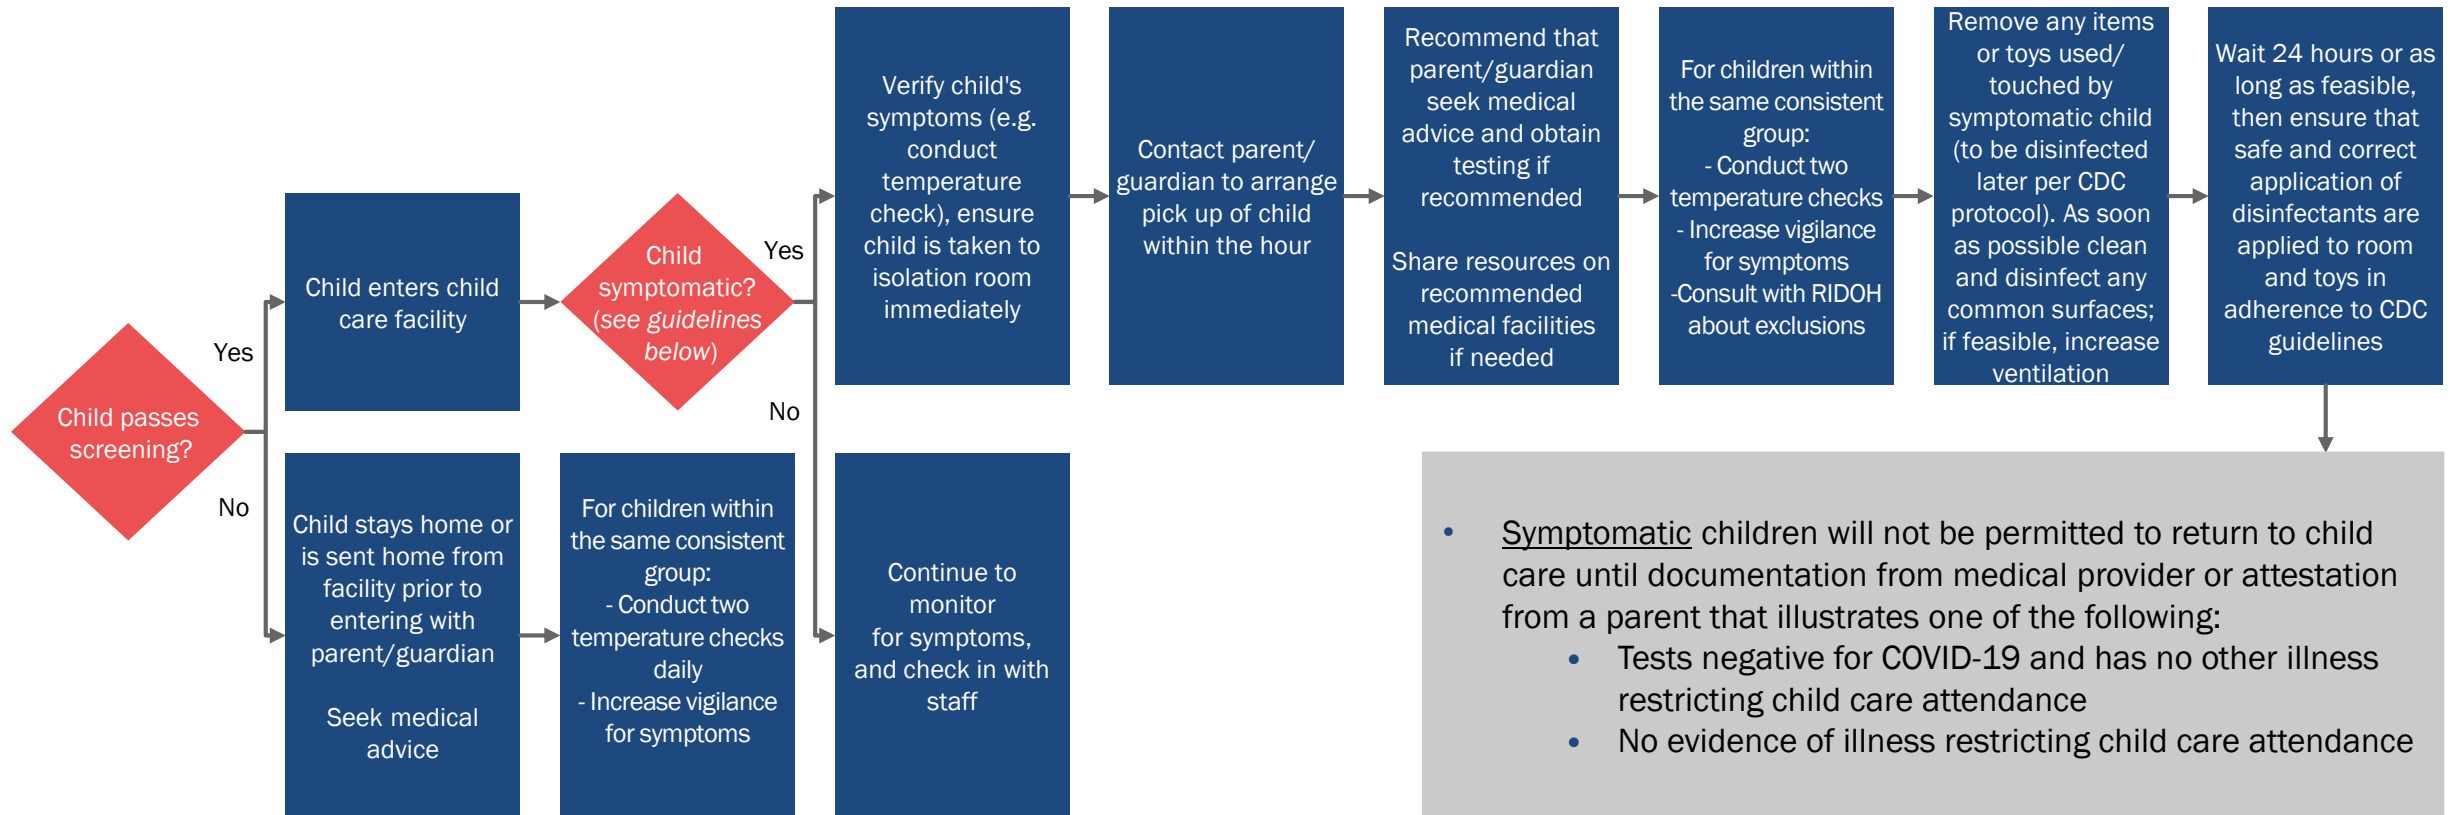 Child passes
screening?
Yes
No
Child enters child
care facility
Child stays home or
is sent home from
facility prior to
entering with
parent/guardian
Seek medical
advice
For children within
the same consistent
group:
- Conduct two
temperature checks
daily
- Increase vigilance
for symptoms
Child
symptomatic?
(see guidelines
below)
Yes
No
Verify child's
symptoms (e.g.
conduct
temperature
check), ensure
child is taken to
isolation room
immediately
Continue to
monitor
for symptoms,
and check in with
staff
Contact parent/
guardian to arrange
pick up of child
within the hour
Recommend that
parent/guardian
seek medical
advice and obtain
testing if
recommended
Share resources on
recommended
medical facilities
if needed
For children within
the same consistent
group:
- Conduct two
temperature checks
- Increase vigilance
for symptoms
-Consult with RIDOH
about exclusions
Remove any items
or toys used/
touched by
symptomatic child
(to be disinfected
later per CDC
protocol). As soon
as possible clean
and disinfect any
common surfaces;
if feasible, increase
ventilation
Wait 24 hours or as
long as feasible,
then ensure that
safe and correct
application of
disinfectants are
applied to room
and toys in
adherence to CDC
guidelines
• Symptomatic children will not be permitted to return to child
care until documentation from medical provider or attestation
from a parent that illustrates one of the following:
• Tests negative for COVID-19 and has no other illness
restricting child care attendance
• No evidence of illness restricting child care attendance